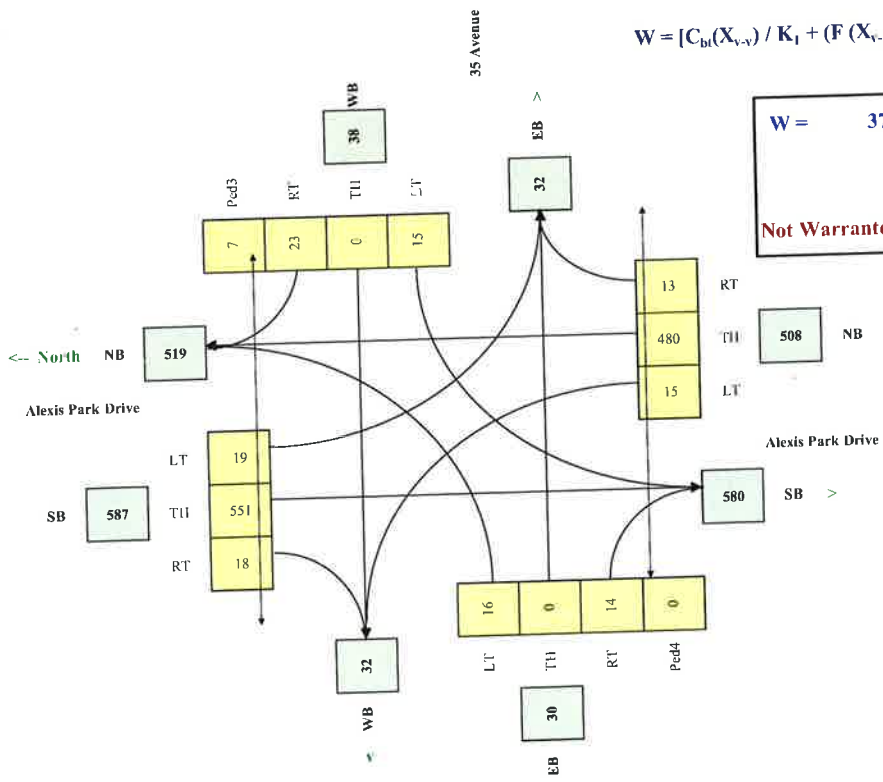 W = [C_bt(X_v-v) / K_1 + (F (X_v-
35 Avenue
^
EB
32
W = 37
Not Warrante
WB
38
Ped3
RT
TH
LT
7
23
0
15
<-- North NB
519
Alexis Park Drive
13
RT
480
TH
15
LT
508
NB
LT
19
SB
587
TH
551
RT
18
Alexis Park Drive
580
SB >
16
0
14
0
LT
TH
RT
Ped4
32
WB
v
30
EB